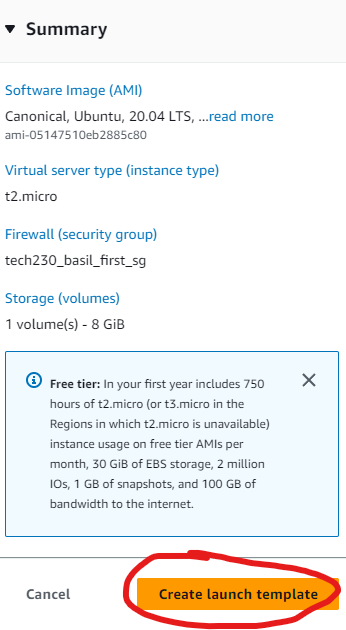 Summary
Software Image (AMI)
Canonical, Ubuntu, 20.04 LTS, ...read more
ami-05147510eb2885c80
Virtual server type (instance type)
t2.micro
Firewall (security group)
tech230_basil_first_sg
Storage (volumes)
1 volume(s) - 8 GiB
Free tier: In your first year includes 750
hours of t2.micro (or t3.micro in the
Regions in which t2.micro is unavailable)
instance usage on free tier AMIs per
month, 30 GiB of EBS storage, 2 million
IOs, 1 GB of snapshots, and 100 GB of
bandwidth to the internet.
Cancel
Create launch template